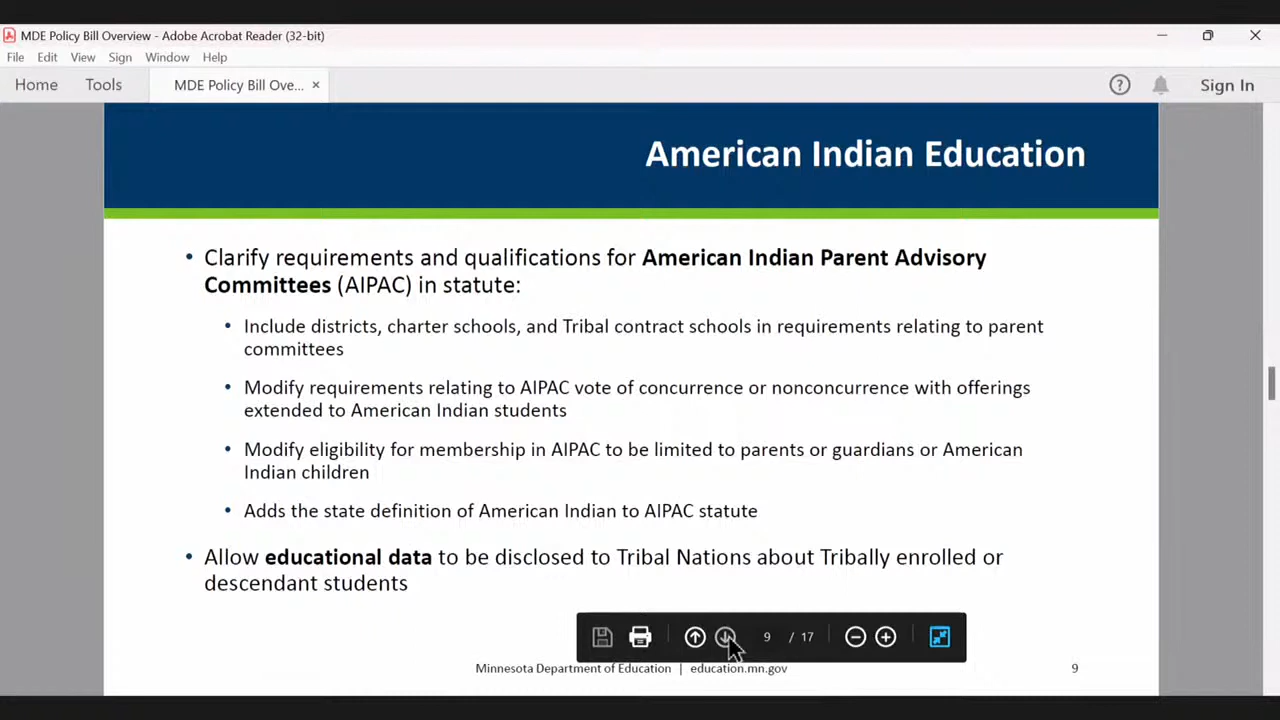 MDE Policy Bill Overview - Adobe Acrobat Reader (32-bit)
File Edit View Sign Window Help
Home Tools MDE Policy Bill Ove... × ? Sign In
American Indian Education
• Clarify requirements and qualifications for American Indian Parent Advisory
Committees (AIPAC) in statute:
• Include districts, charter schools, and Tribal contract schools in requirements relating to parent
committees
• Modify requirements relating to AIPAC vote of concurrence or nonconcurrence with offerings
extended to American Indian students
• Modify eligibility for membership in AIPAC to be limited to parents or guardians or American
Indian children
• Adds the state definition of American Indian to AIPAC statute
• Allow educational data to be disclosed to Tribal Nations about Tribally enrolled or
descendant students
9 / 17
Minnesota Department of Education | education.mn.gov 9